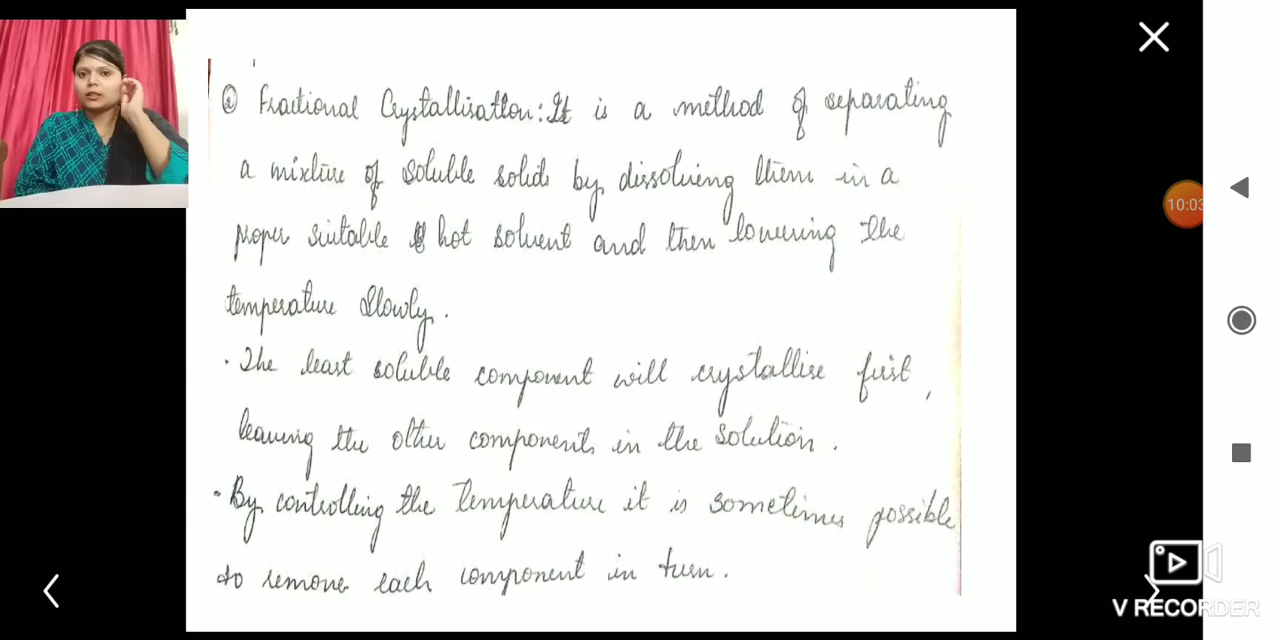 ② Fractional Crystallisation: It is a method of separating
a mixture of soluble solids by dissolving them in a
proper suitable hot solvent and then lowering the
temperature slowly.
· The least soluble component will crystallise first,
leaving the other components in the solution.
· By controlling the temperature it is sometimes possible
to remove each component in turn.
10:03
V RECORDER